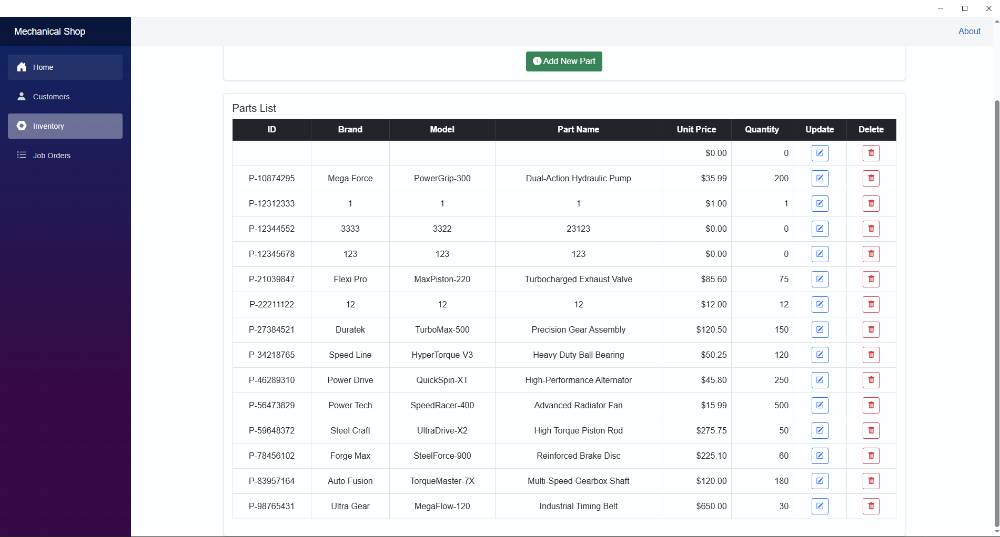 Mechanical Shop
About
Home
Customers
Inventory
Job Orders
Add New Part
Parts List
ID Brand Model Part Name Unit Price Quantity Update Delete
$0.00 0
P-10874295 Mega Force PowerGrip-300 Dual-Action Hydraulic Pump $35.99 200
P-12312333 1 1 1 $1.00 1
P-12344552 3333 3322 23123 $0.00 0
P-12345678 123 123 123 $0.00 0
P-21039847 Flexi Pro MaxPiston-220 Turbocharged Exhaust Valve $85.60 75
P-22211122 12 12 12 $12.00 12
P-27384521 Duratek TurboMax-500 Precision Gear Assembly $120.50 150
P-34218765 Speed Line HyperTorque-V3 Heavy Duty Ball Bearing $50.25 120
P-46289310 Power Drive QuickSpin-XT High-Performance Alternator $45.80 250
P-56473829 Power Tech SpeedRacer-400 Advanced Radiator Fan $15.99 500
P-59648372 Steel Craft UltraDrive-X2 High Torque Piston Rod $275.75 50
P-78456102 Forge Max SteelForce-900 Reinforced Brake Disc $225.10 60
P-83957164 Auto Fusion TorqueMaster-7X Multi-Speed Gearbox Shaft $120.00 180
P-98765431 Ultra Gear MegaFlow-120 Industrial Timing Belt $650.00 30